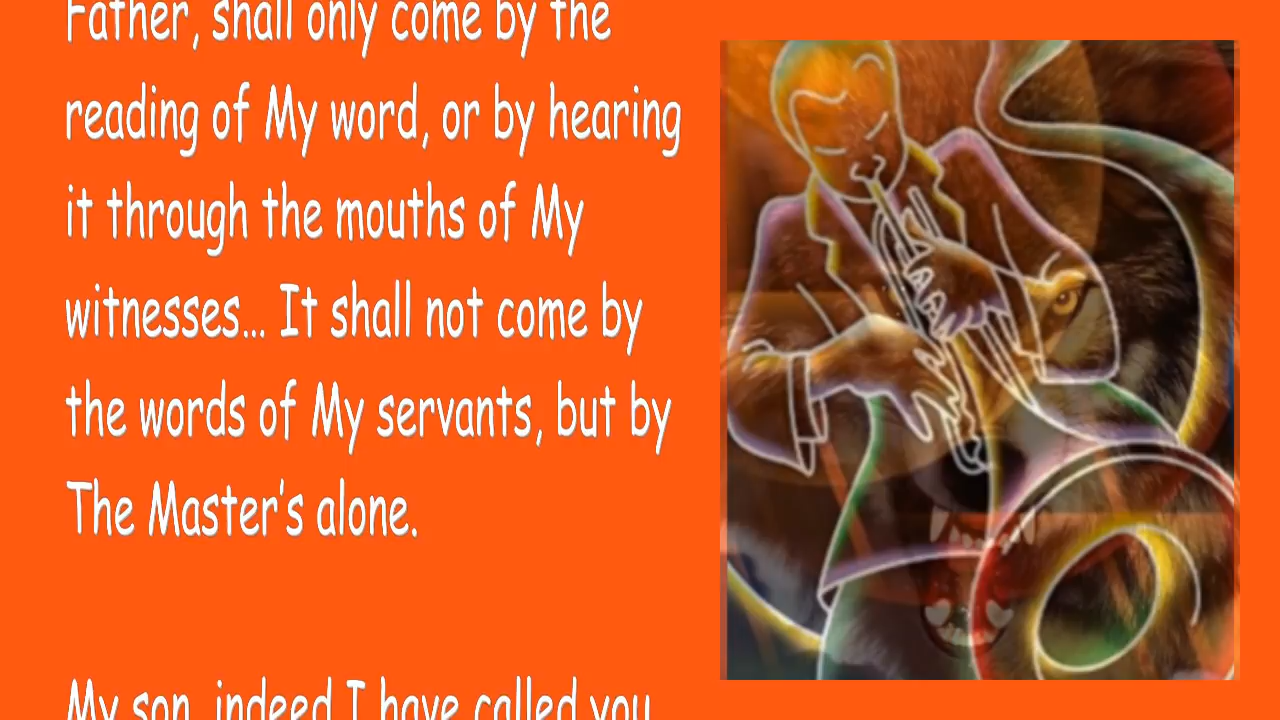 Father, shall only come by the
reading of My word, or by hearing
it through the mouths of My
witnesses... It shall not come by
the words of My servants, but by
The Master's alone.
My son, indeed I have called you